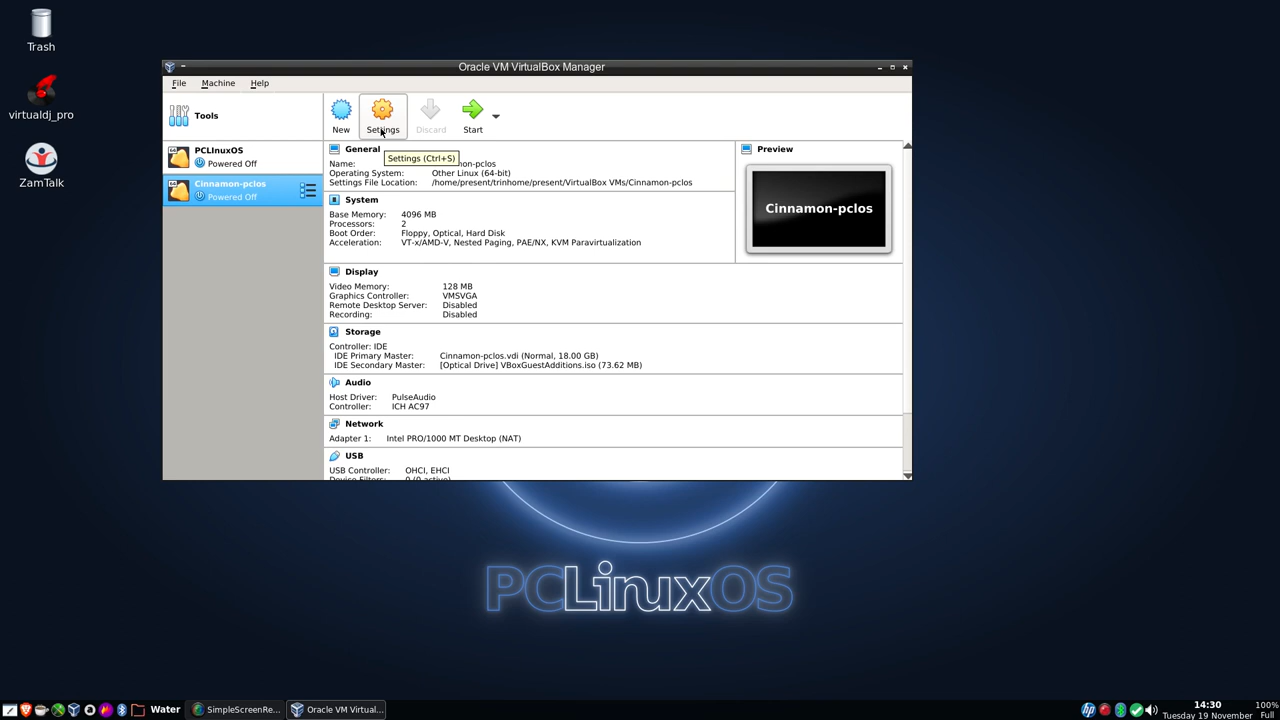 Trash
virtualdj_pro
ZamTalk
Oracle VM VirtualBox Manager
File Machine Help
Tools
New Settings Discard Start
Settings (Ctrl+S)
PCLInuxOS
Powered Off
Cinnamon-pclos
Powered Off
General
Name: on-pclos
Operating System: Other Linux (64-bit)
Settings File Location: /home/present/trinhome/present/VirtualBox VMs/Cinnamon-pclos
Preview
Cinnamon-pclos
System
Base Memory: 4096 MB
Processors: 2
Boot Order: Floppy, Optical, Hard Disk
Acceleration: VT-x/AMD-V, Nested Paging, PAE/NX, KVM Paravirtualization
Display
Video Memory: 128 MB
Graphics Controller: VMSVGA
Remote Desktop Server: Disabled
Recording: Disabled
Storage
Controller: IDE
IDE Primary Master: Cinnamon-pclos.vdi (Normal, 18.00 GB)
IDE Secondary Master: [Optical Drive] VBoxGuestAdditions.iso (73.62 MB)
Audio
Host Driver: PulseAudio
Controller: ICH AC97
Network
Adapter 1: Intel PRO/1000 MT Desktop (NAT)
USB
USB Controller: OHCI, EHCI
Device Filters: 0 (0 active)
PCLinuxOS
Water
SimpleScreenRe...
Oracle VM Virtual...
14:30
Tuesday 19 November
100%
Full